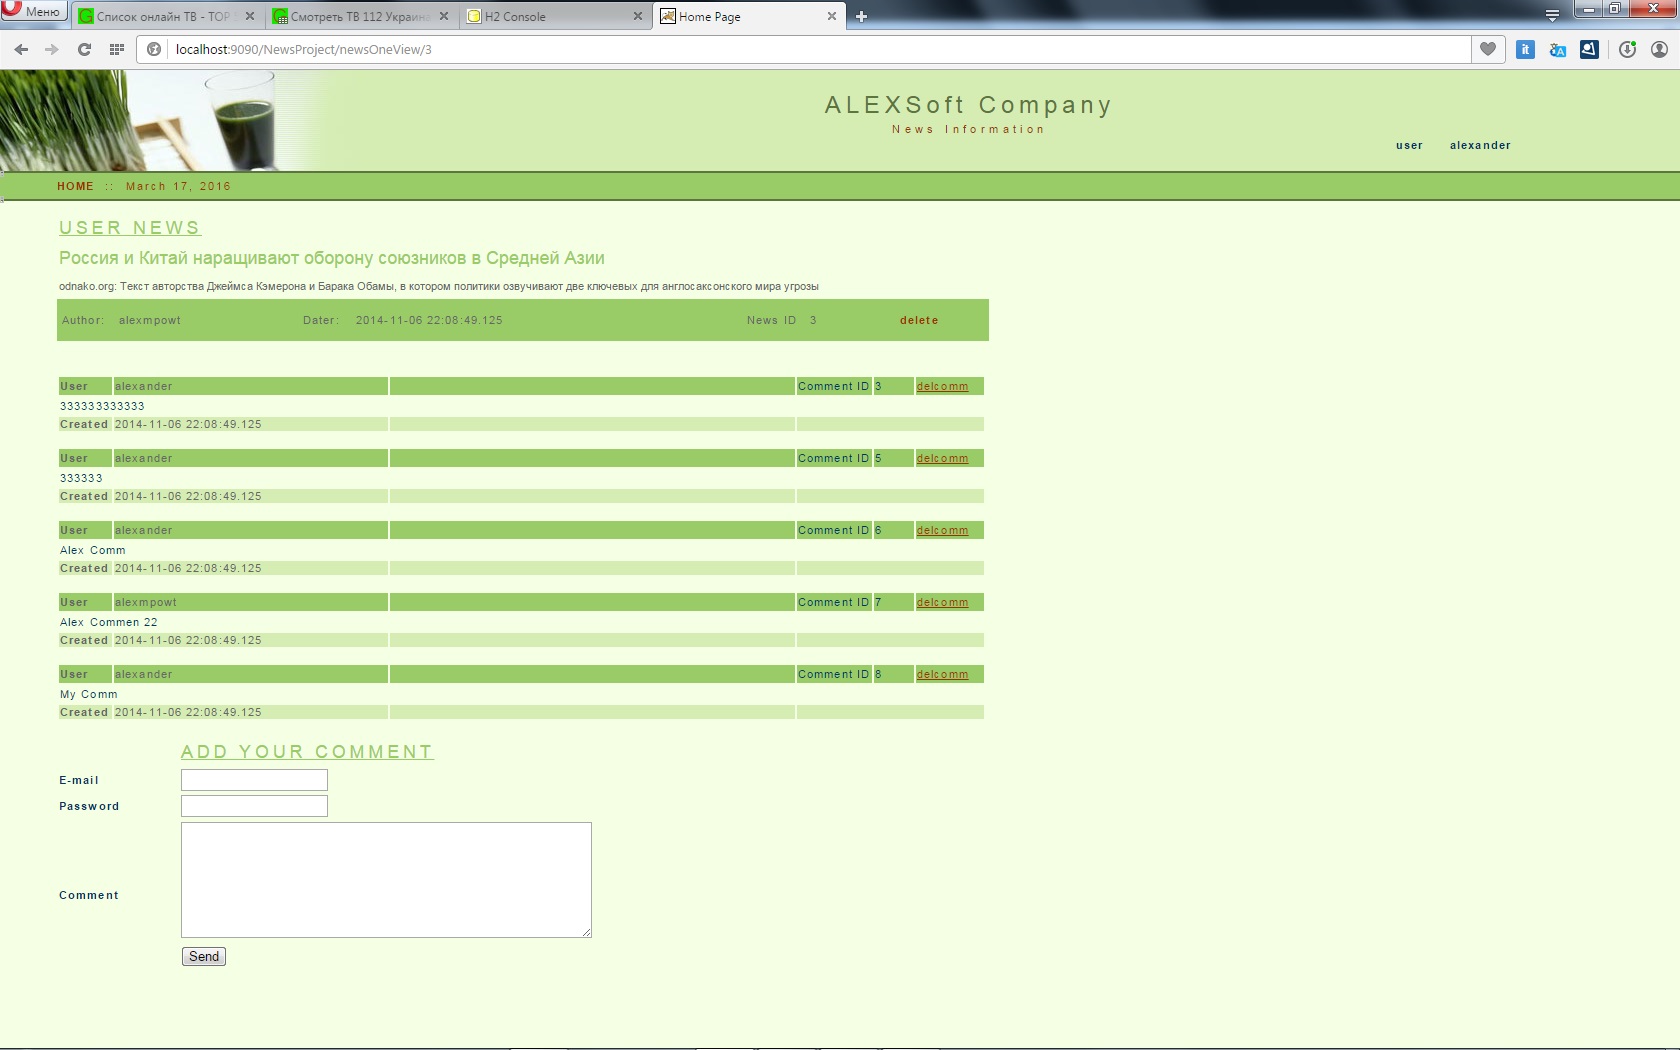 Меню
Список онлайн ТВ - TOP
Смотреть ТВ 112 Украина
H2 Console
Home Page
localhost:9090/NewsProject/newsOneView/3
ALEXSoft Company
News Information
user alexander
HOME :: March 17, 2016
USER NEWS
Россия и Китай наращивают оборону союзников в Средней Азии
odnako.org: Текст авторства Джеймса Кэмерона и Барака Обамы, в котором политики озвучивают две ключевых для англосаксонского мира угрозы
Author: alexmpowt Dater: 2014-11-06 22:08:49.125 News ID 3 delete
User alexander Comment ID 3 delcomm
333333333333
Created 2014-11-06 22:08:49.125
User alexander Comment ID 5 delcomm
333333
Created 2014-11-06 22:08:49.125
User alexander Comment ID 6 delcomm
Alex Comm
Created 2014-11-06 22:08:49.125
User alexmpowt Comment ID 7 delcomm
Alex Commen 22
Created 2014-11-06 22:08:49.125
User alexander Comment ID 8 delcomm
My Comm
Created 2014-11-06 22:08:49.125
ADD YOUR COMMENT
E-mail
Password
Comment
Send